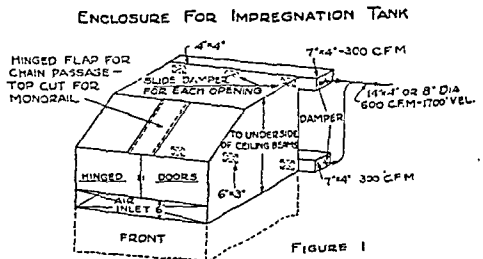 ENCLOSURE FOR IMPREGNATION TANK
4"x4"
7"x4"-300 C.F.M
HINGED FLAP FOR
CHAIN PASSAGE-
TOP CUT FOR
MONORAIL
SLIDE DAMPER
FOR EACH OPENING
14"x4" OR 8" DIA
600 C.F.M-1700' VEL.
DAMPER
TO UNDERSIDE
OF CEILING BEAMS
HINGED DOORS
6"x3"
7"x4" 300 CFM
AIR
INLET 6
FRONT
FIGURE 1